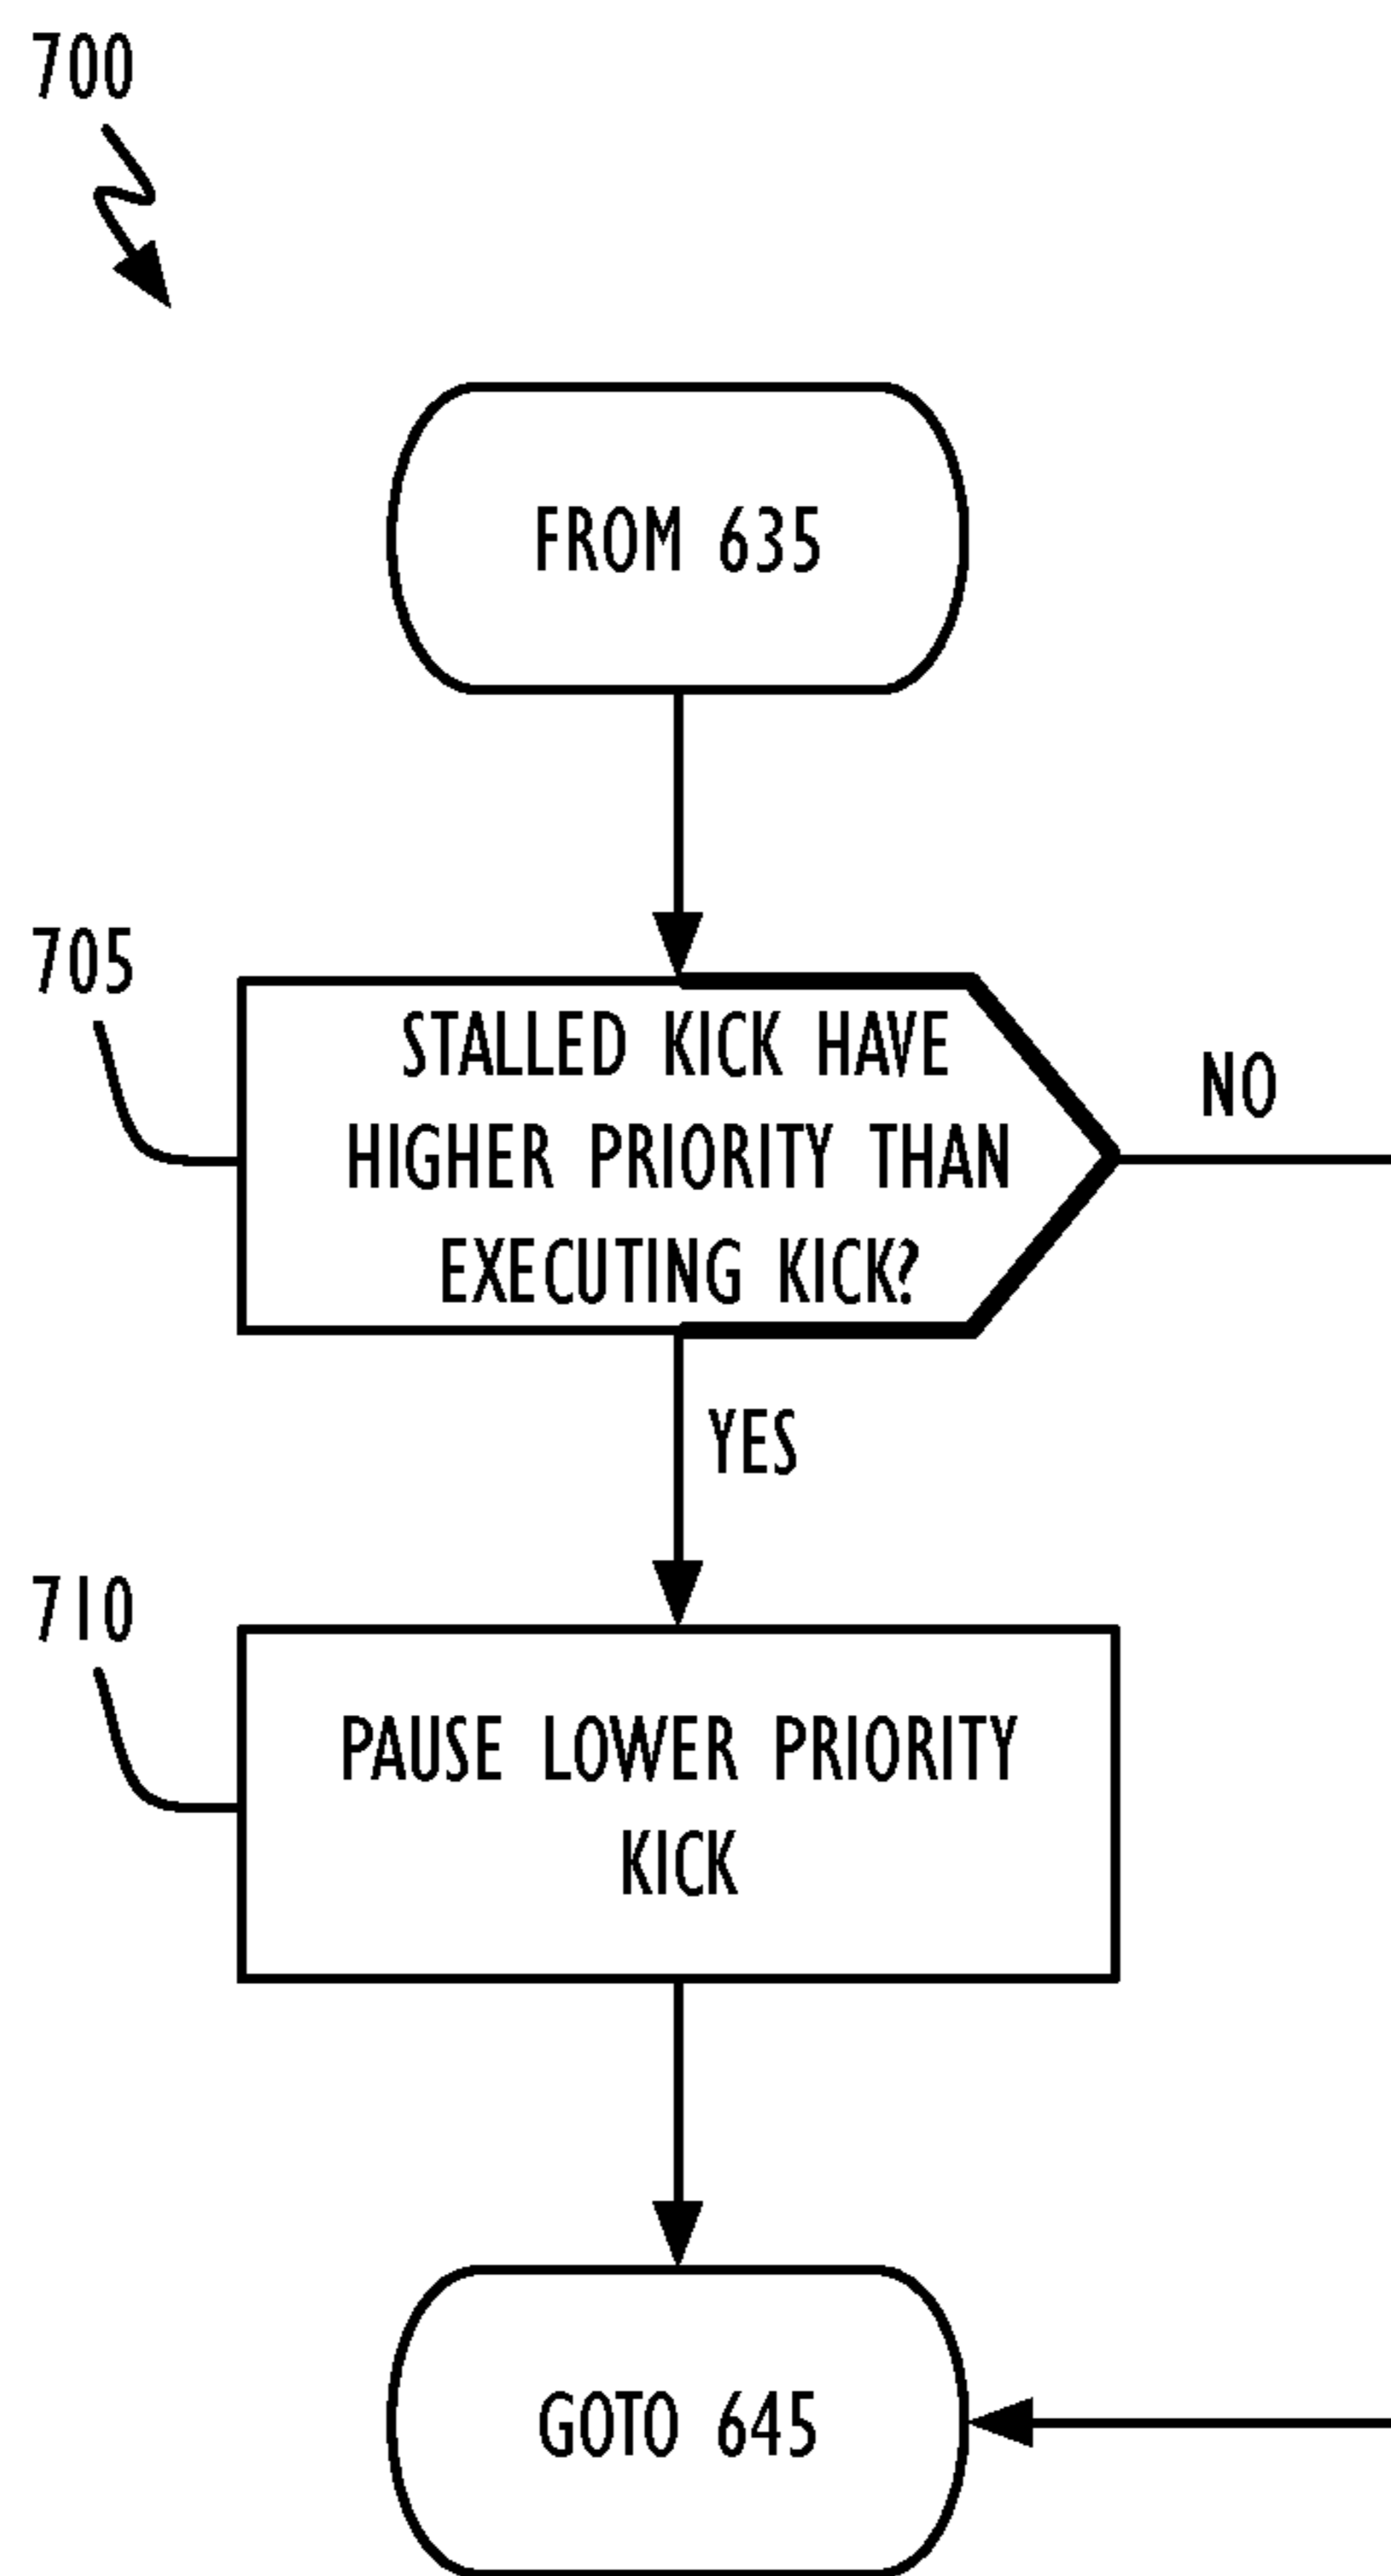 700
FROM 635
705
STALLED KICK HAVE
HIGHER PRIORITY THAN
EXECUTING KICK?
NO
YES
710
PAUSE LOWER PRIORITY
KICK
GOTO 645